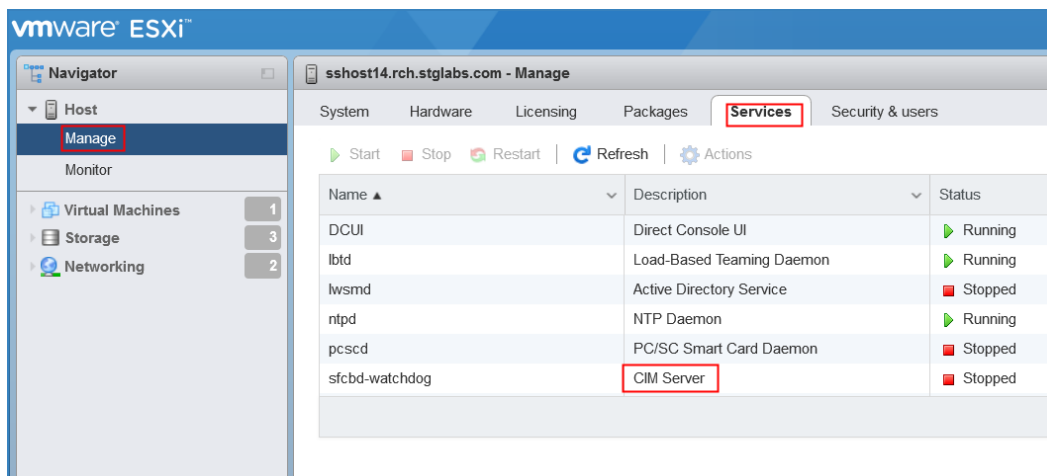 vmware® ESXi™
Navigator
Host
Manage
Monitor
Virtual Machines 1
Storage 3
Networking 2
sshost14.rch.stglabs.com - Manage
System Hardware Licensing Packages Services Security & users
Start Stop Restart Refresh Actions
Name Description Status
DCUI Direct Console UI Running
lbtd Load-Based Teaming Daemon Running
lwsmd Active Directory Service Stopped
ntpd NTP Daemon Running
pcscd PC/SC Smart Card Daemon Stopped
sfcbd-watchdog CIM Server Stopped